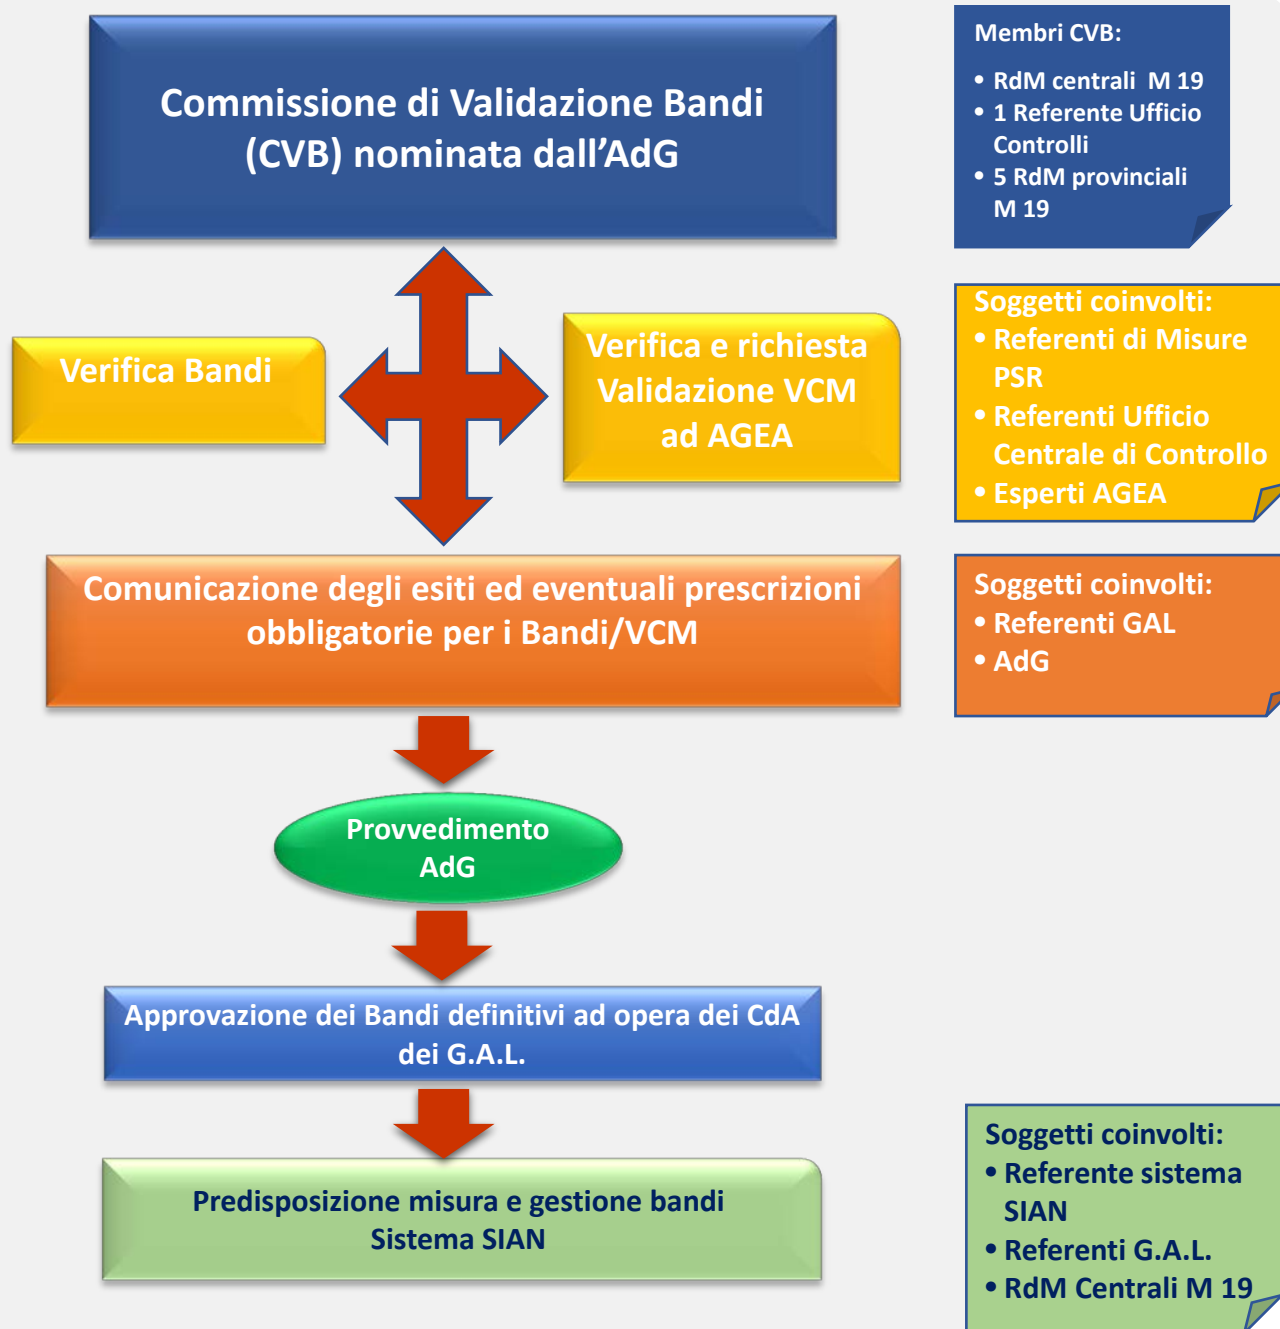 Commissione di Validazione Bandi
(CVB) nominata dall'AdG
Membri CVB:
• RdM centrali M 19
• 1 Referente Ufficio
Controlli
• 5 RdM provinciali
M 19
Verifica Bandi
Verifica e richiesta
Validazione VCM
ad AGEA
Soggetti coinvolti:
• Referenti di Misure
PSR
• Referenti Ufficio
Centrale di Controllo
• Esperti AGEA
Comunicazione degli esiti ed eventuali prescrizioni
obbligatorie per i Bandi/VCM
Soggetti coinvolti:
• Referenti GAL
• AdG
Provvedimento
AdG
Approvazione dei Bandi definitivi ad opera dei CdA
dei G.A.L.
Predisposizione misura e gestione bandi
Sistema SIAN
Soggetti coinvolti:
• Referente sistema
SIAN
• Referenti G.A.L.
• RdM Centrali M 19